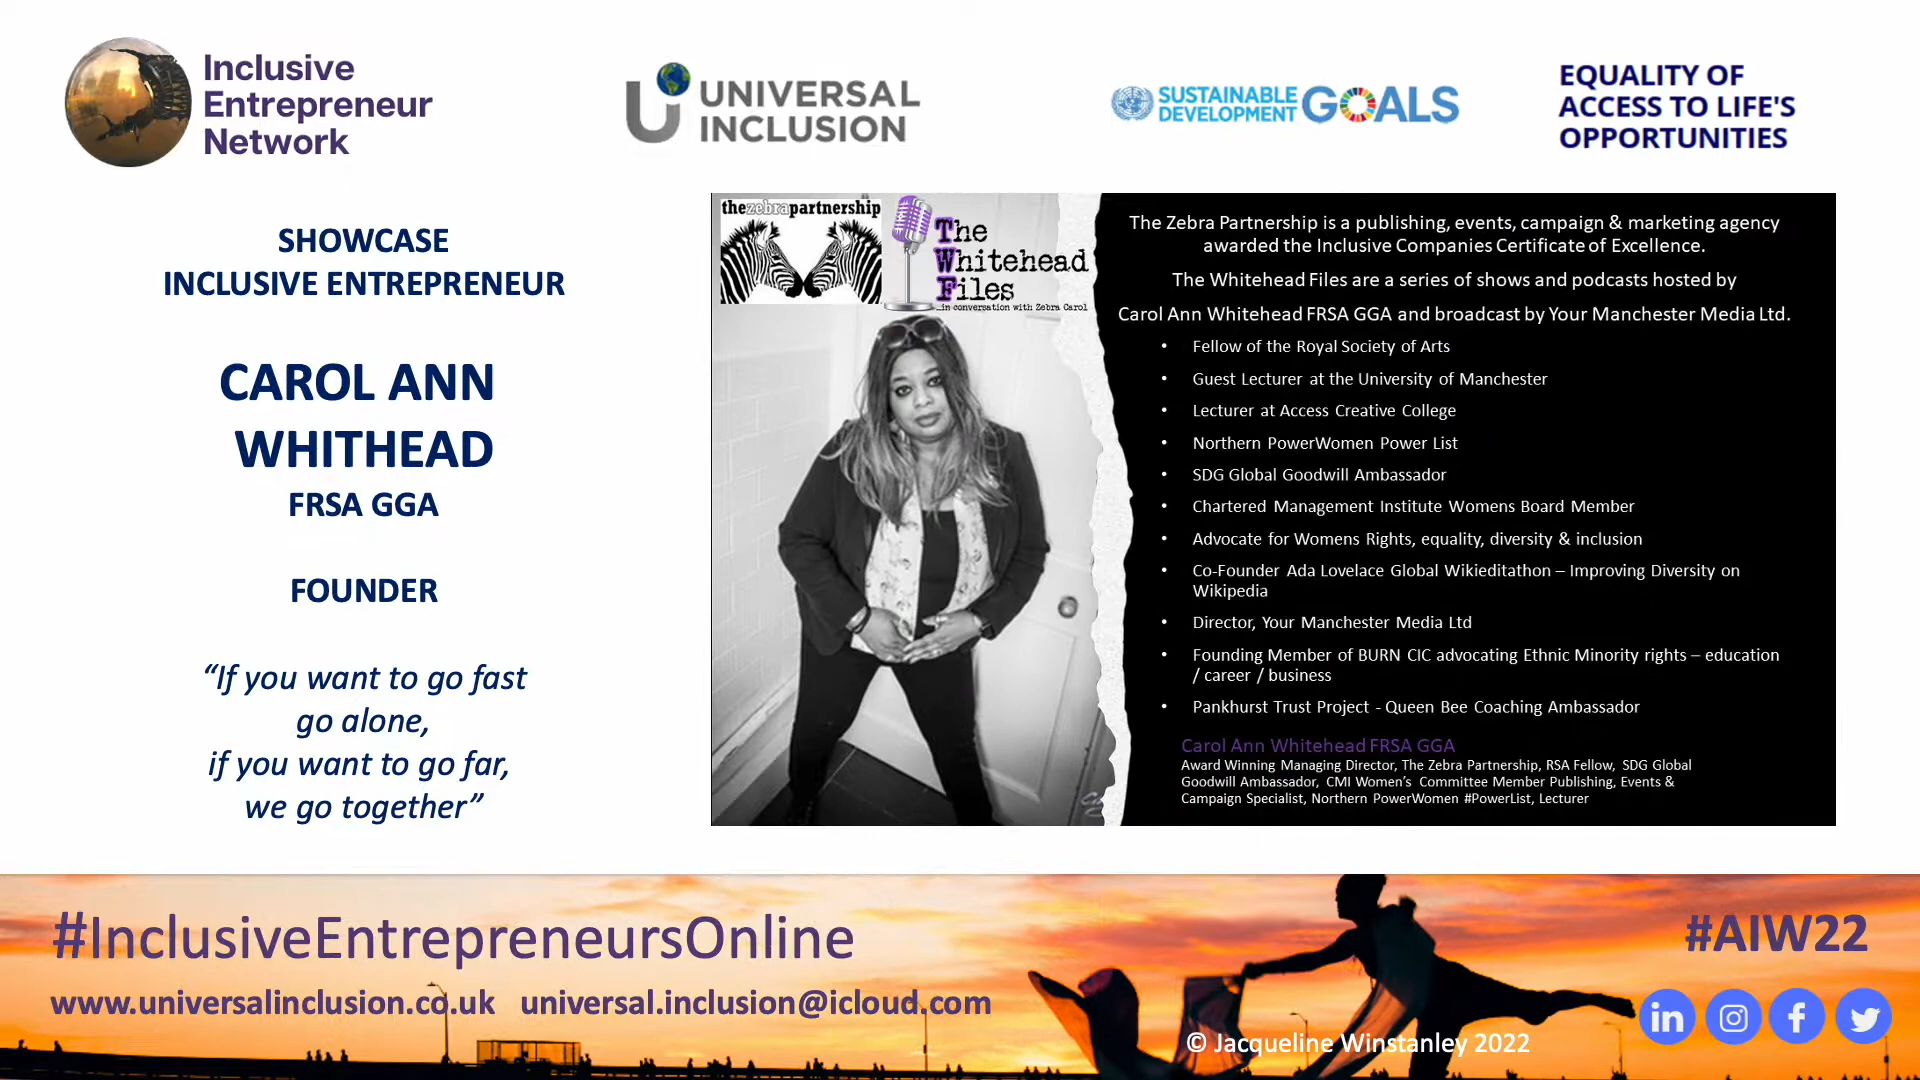 Inclusive
Entrepreneur
Network
UNIVERSAL
INCLUSION
SUSTAINABLE
DEVELOPMENT
GOALS
EQUALITY OF
ACCESS TO LIFE'S
OPPORTUNITIES
SHOWCASE
INCLUSIVE ENTREPRENEUR
CAROL ANN
WHITHEAD
FRSA GGA
FOUNDER
“If you want to go fast
go alone,
if you want to go far,
we go together”
thezebrapartnership
The
Whitehead
Files
...in conversation with Zebra Carol
The Zebra Partnership is a publishing, events, campaign & marketing agency
awarded the Inclusive Companies Certificate of Excellence.
The Whitehead Files are a series of shows and podcasts hosted by
Carol Ann Whitehead FRSA GGA and broadcast by Your Manchester Media Ltd.
• Fellow of the Royal Society of Arts
• Guest Lecturer at the University of Manchester
• Lecturer at Access Creative College
• Northern PowerWomen Power List
• SDG Global Goodwill Ambassador
• Chartered Management Institute Womens Board Member
• Advocate for Womens Rights, equality, diversity & inclusion
• Co-Founder Ada Lovelace Global Wikieditathon – Improving Diversity on
Wikipedia
• Director, Your Manchester Media Ltd
• Founding Member of BURN CIC advocating Ethnic Minority rights – education
/ career / business
• Pankhurst Trust Project - Queen Bee Coaching Ambassador
Carol Ann Whitehead FRSA GGA
Award Winning Managing Director, The Zebra Partnership, RSA Fellow, SDG Global
Goodwill Ambassador, CMI Women’s Committee Member Publishing, Events &
Campaign Specialist, Northern PowerWomen #PowerList, Lecturer
#InclusiveEntrepreneursOnline
#AIW22
www.universalinclusion.co.uk universal.inclusion@icloud.com
© Jacqueline Winstanley 2022